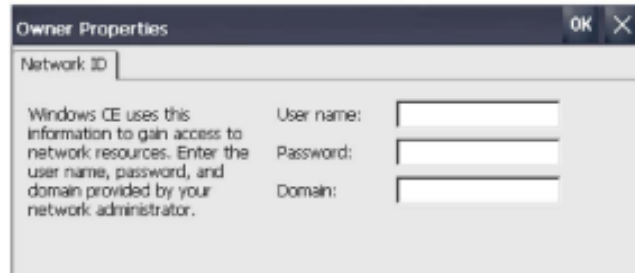 Owner Properties OK ×
Network ID
Windows CE uses this
information to gain access to
network resources. Enter the
user name, password, and
domain provided by your
network administrator.
User name:
Password:
Domain: